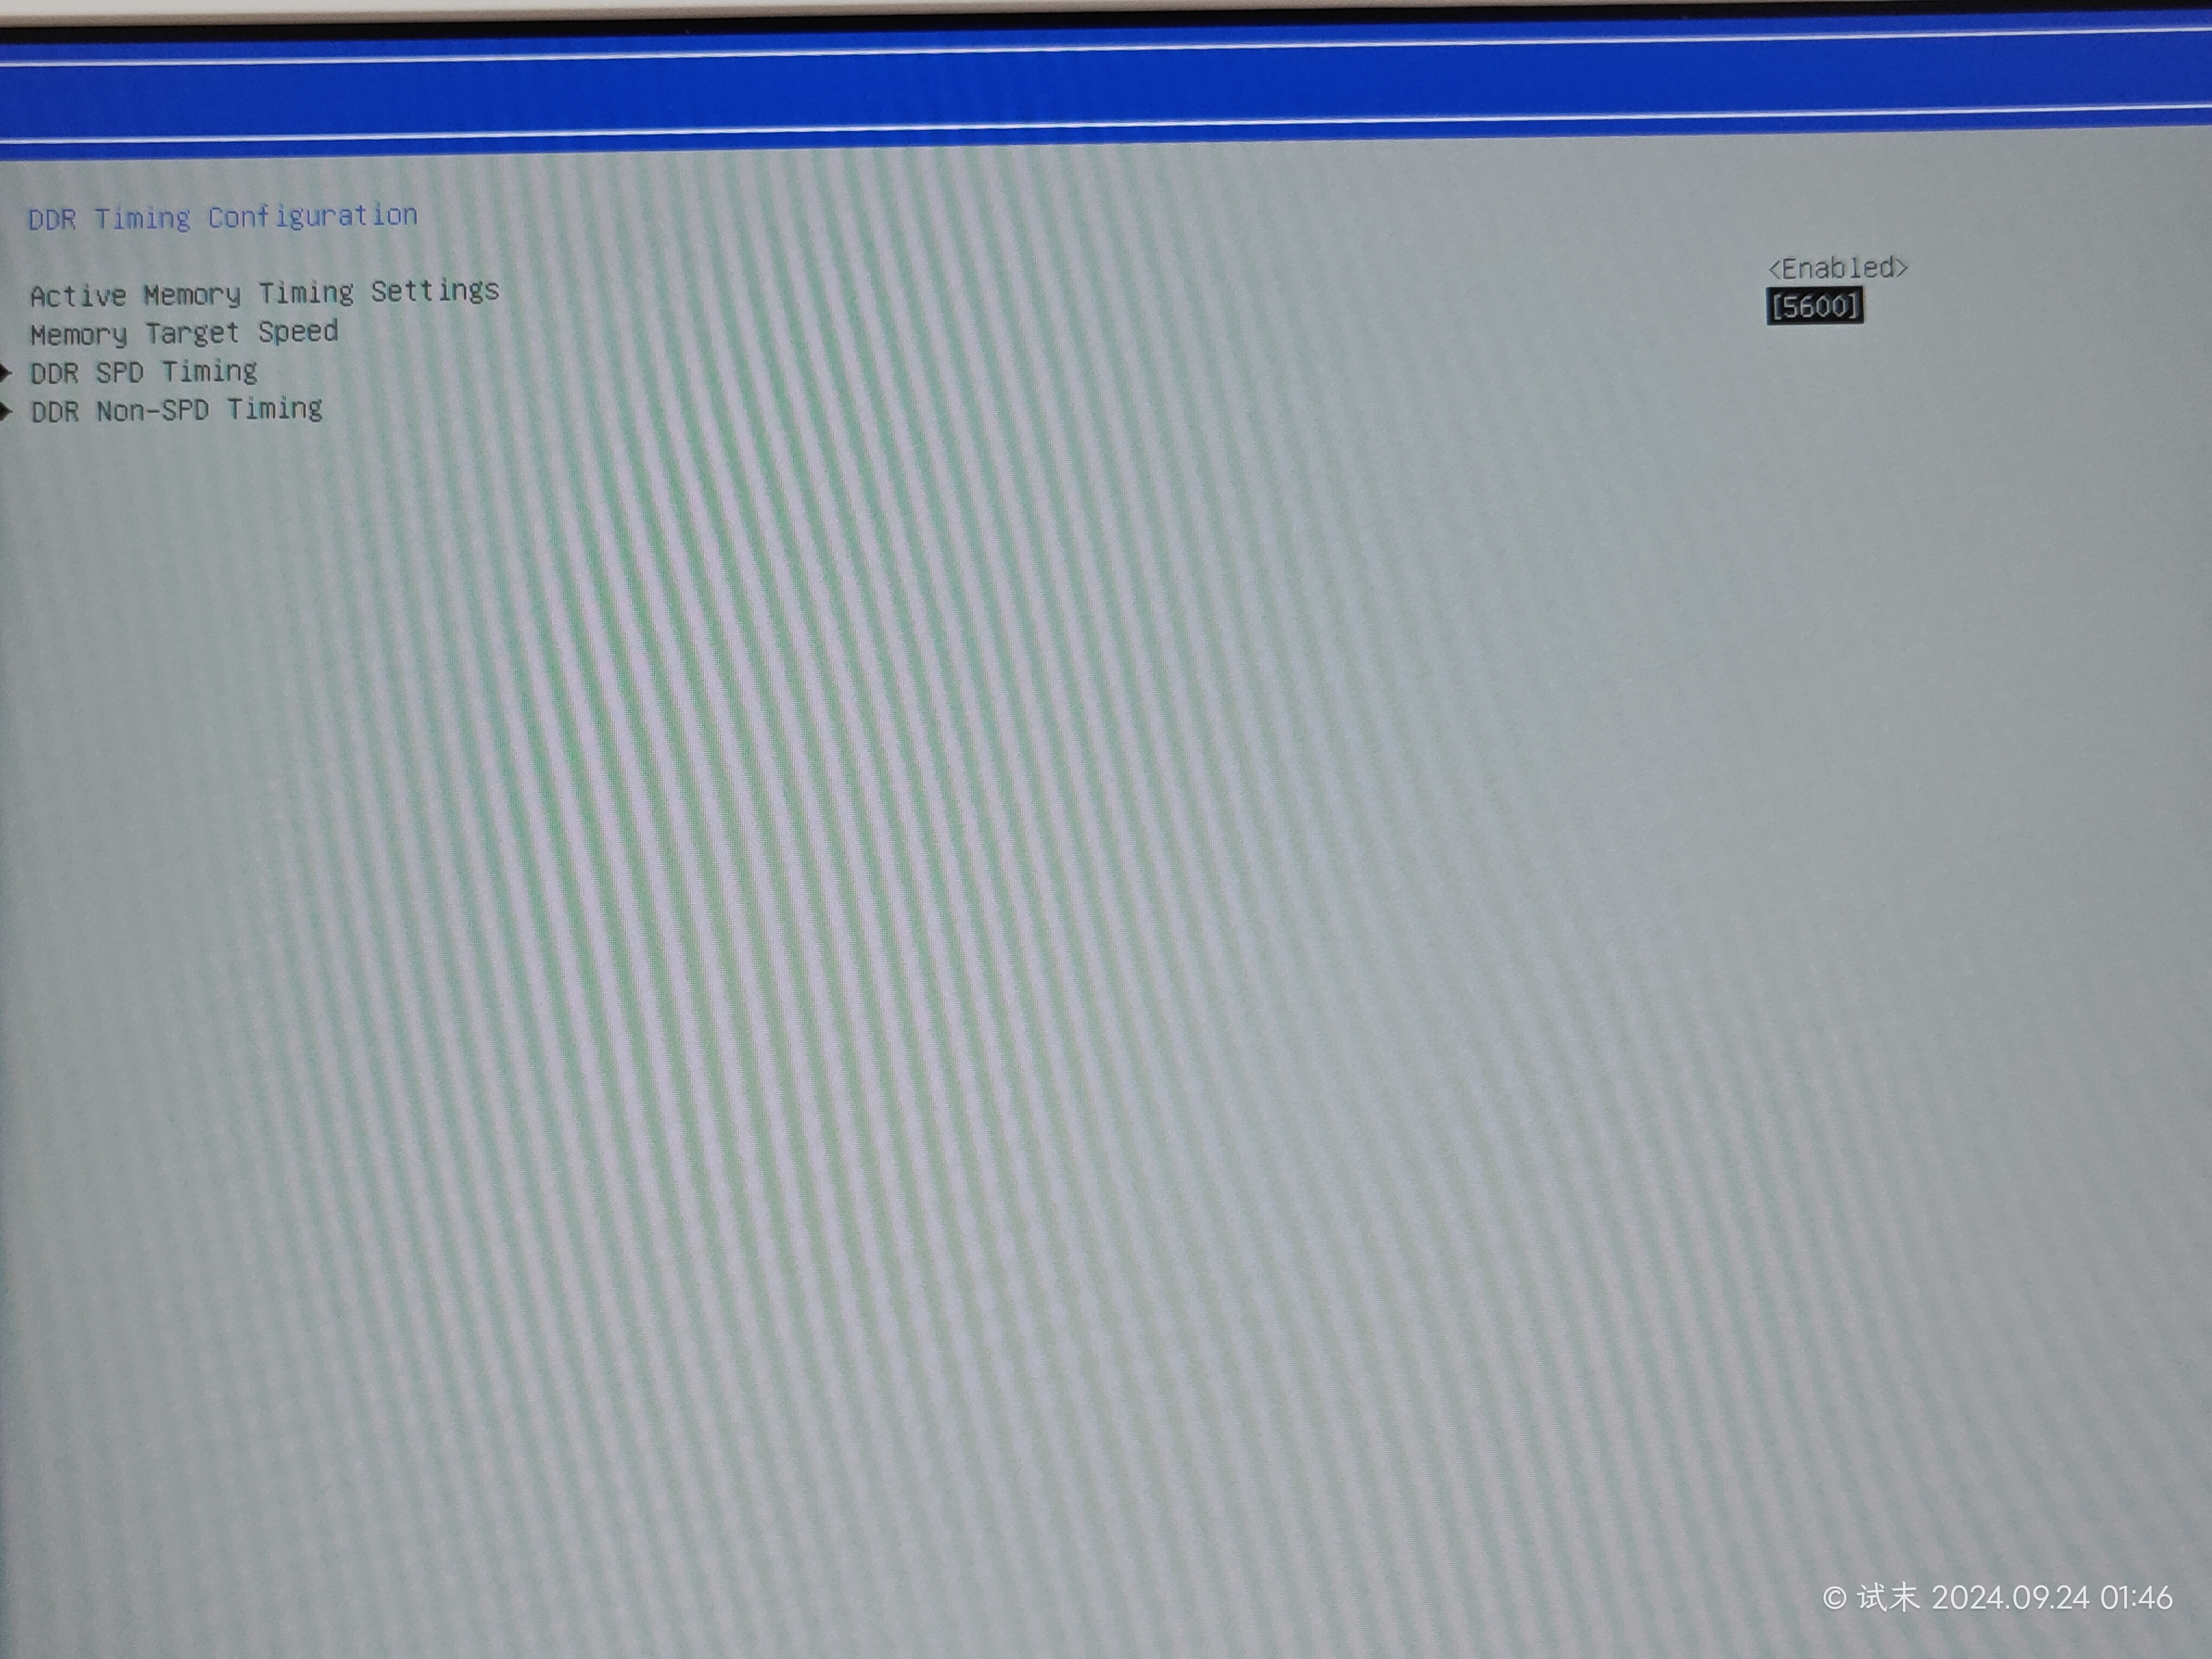 DDR Timing Configuration
Active Memory Timing Settings <Enabled>
Memory Target Speed [5600]
DDR SPD Timing
DDR Non-SPD Timing
© 试末 2024.09.24 01:46